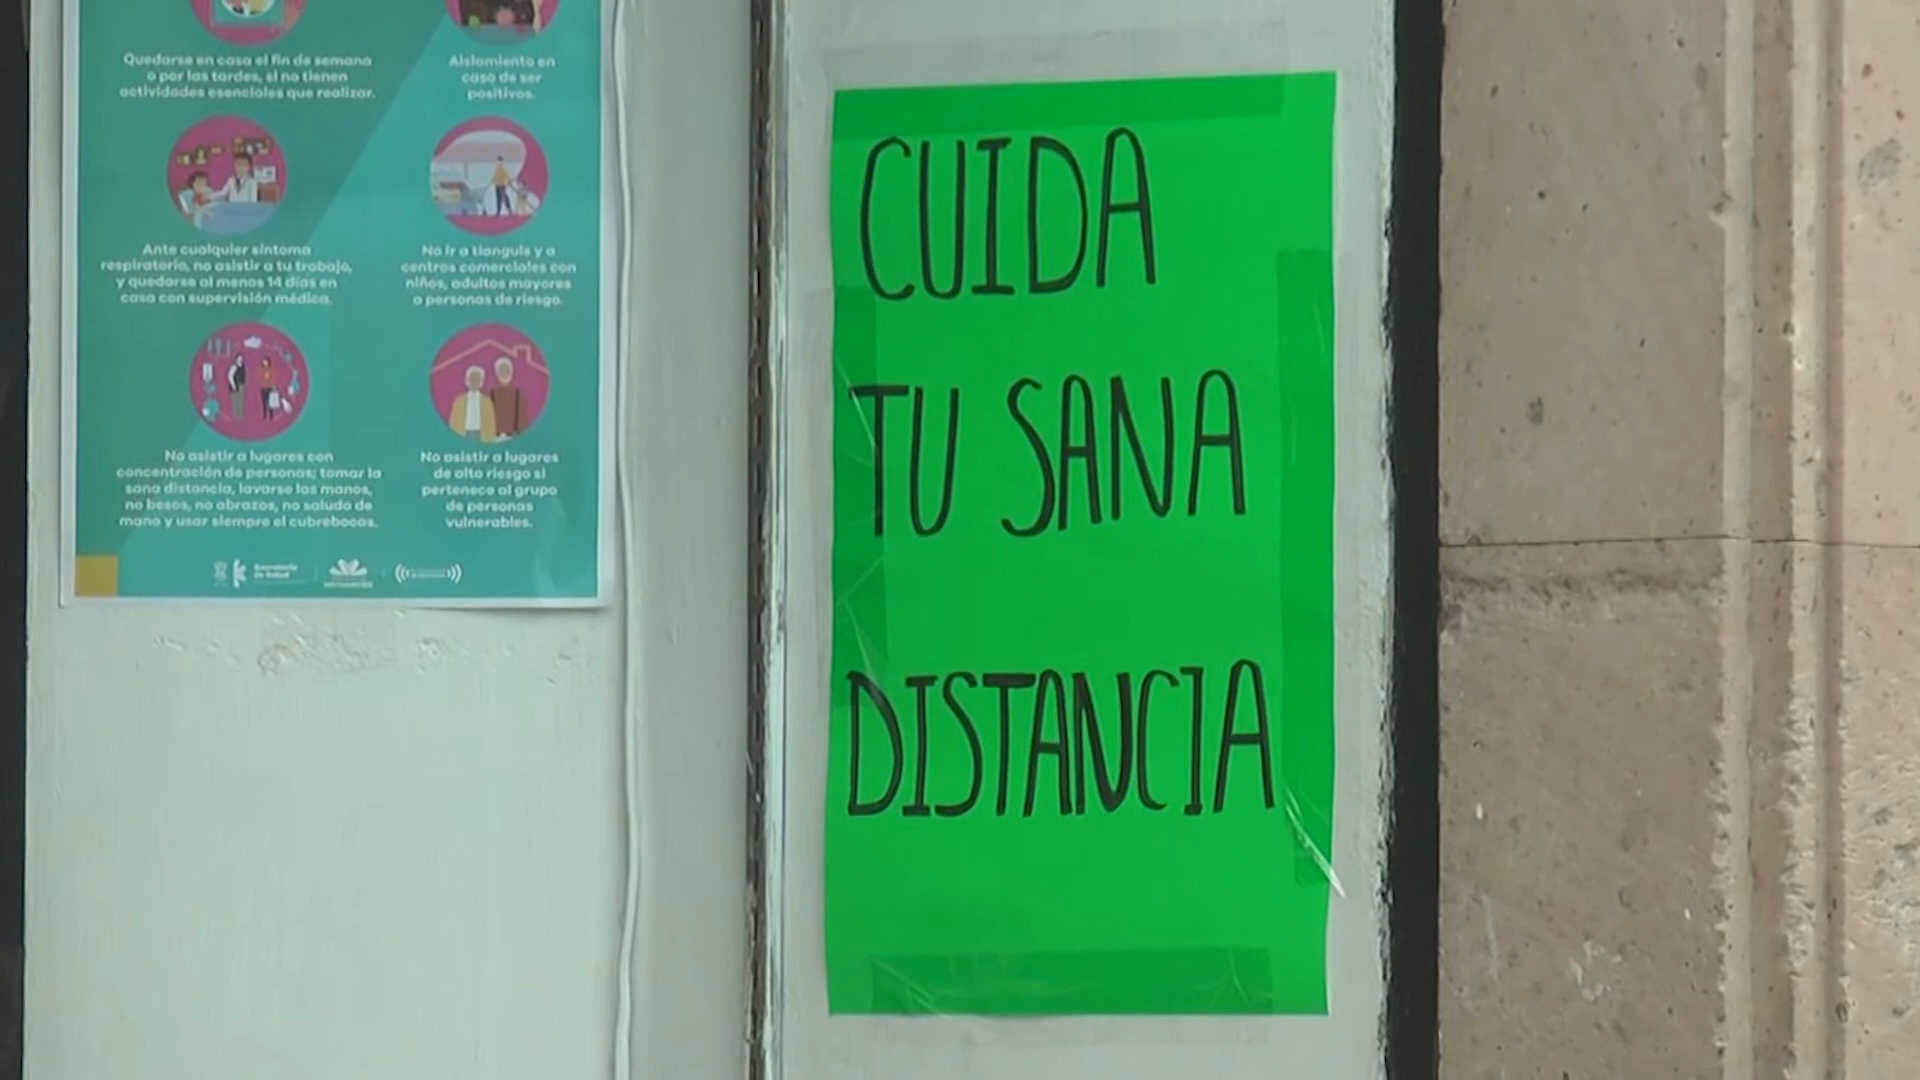 Quedarse en casa el fin de semana
o por las tardes, si no tienen
actividades esenciales que realizar.
Aislamiento en
caso de ser
positivos.
Ante cualquier síntoma
respiratorio, no asistir a tu trabajo,
y quedarse al menos 14 días en
casa con supervisión médica.
No ir a tianguis y a
centros comerciales con
niños, adultos mayores
o personas de riesgo.
No asistir a lugares con
concentración de personas; tomar la
sana distancia, lavarse las manos,
no besos, no abrazos, no saludo de
mano y usar siempre el cubrebocas.
No asistir a lugares
de alto riesgo si
pertenece al grupo
de personas
vulnerables.
Secretaría
de Salud
CUIDA
TU SANA
DISTANCIA